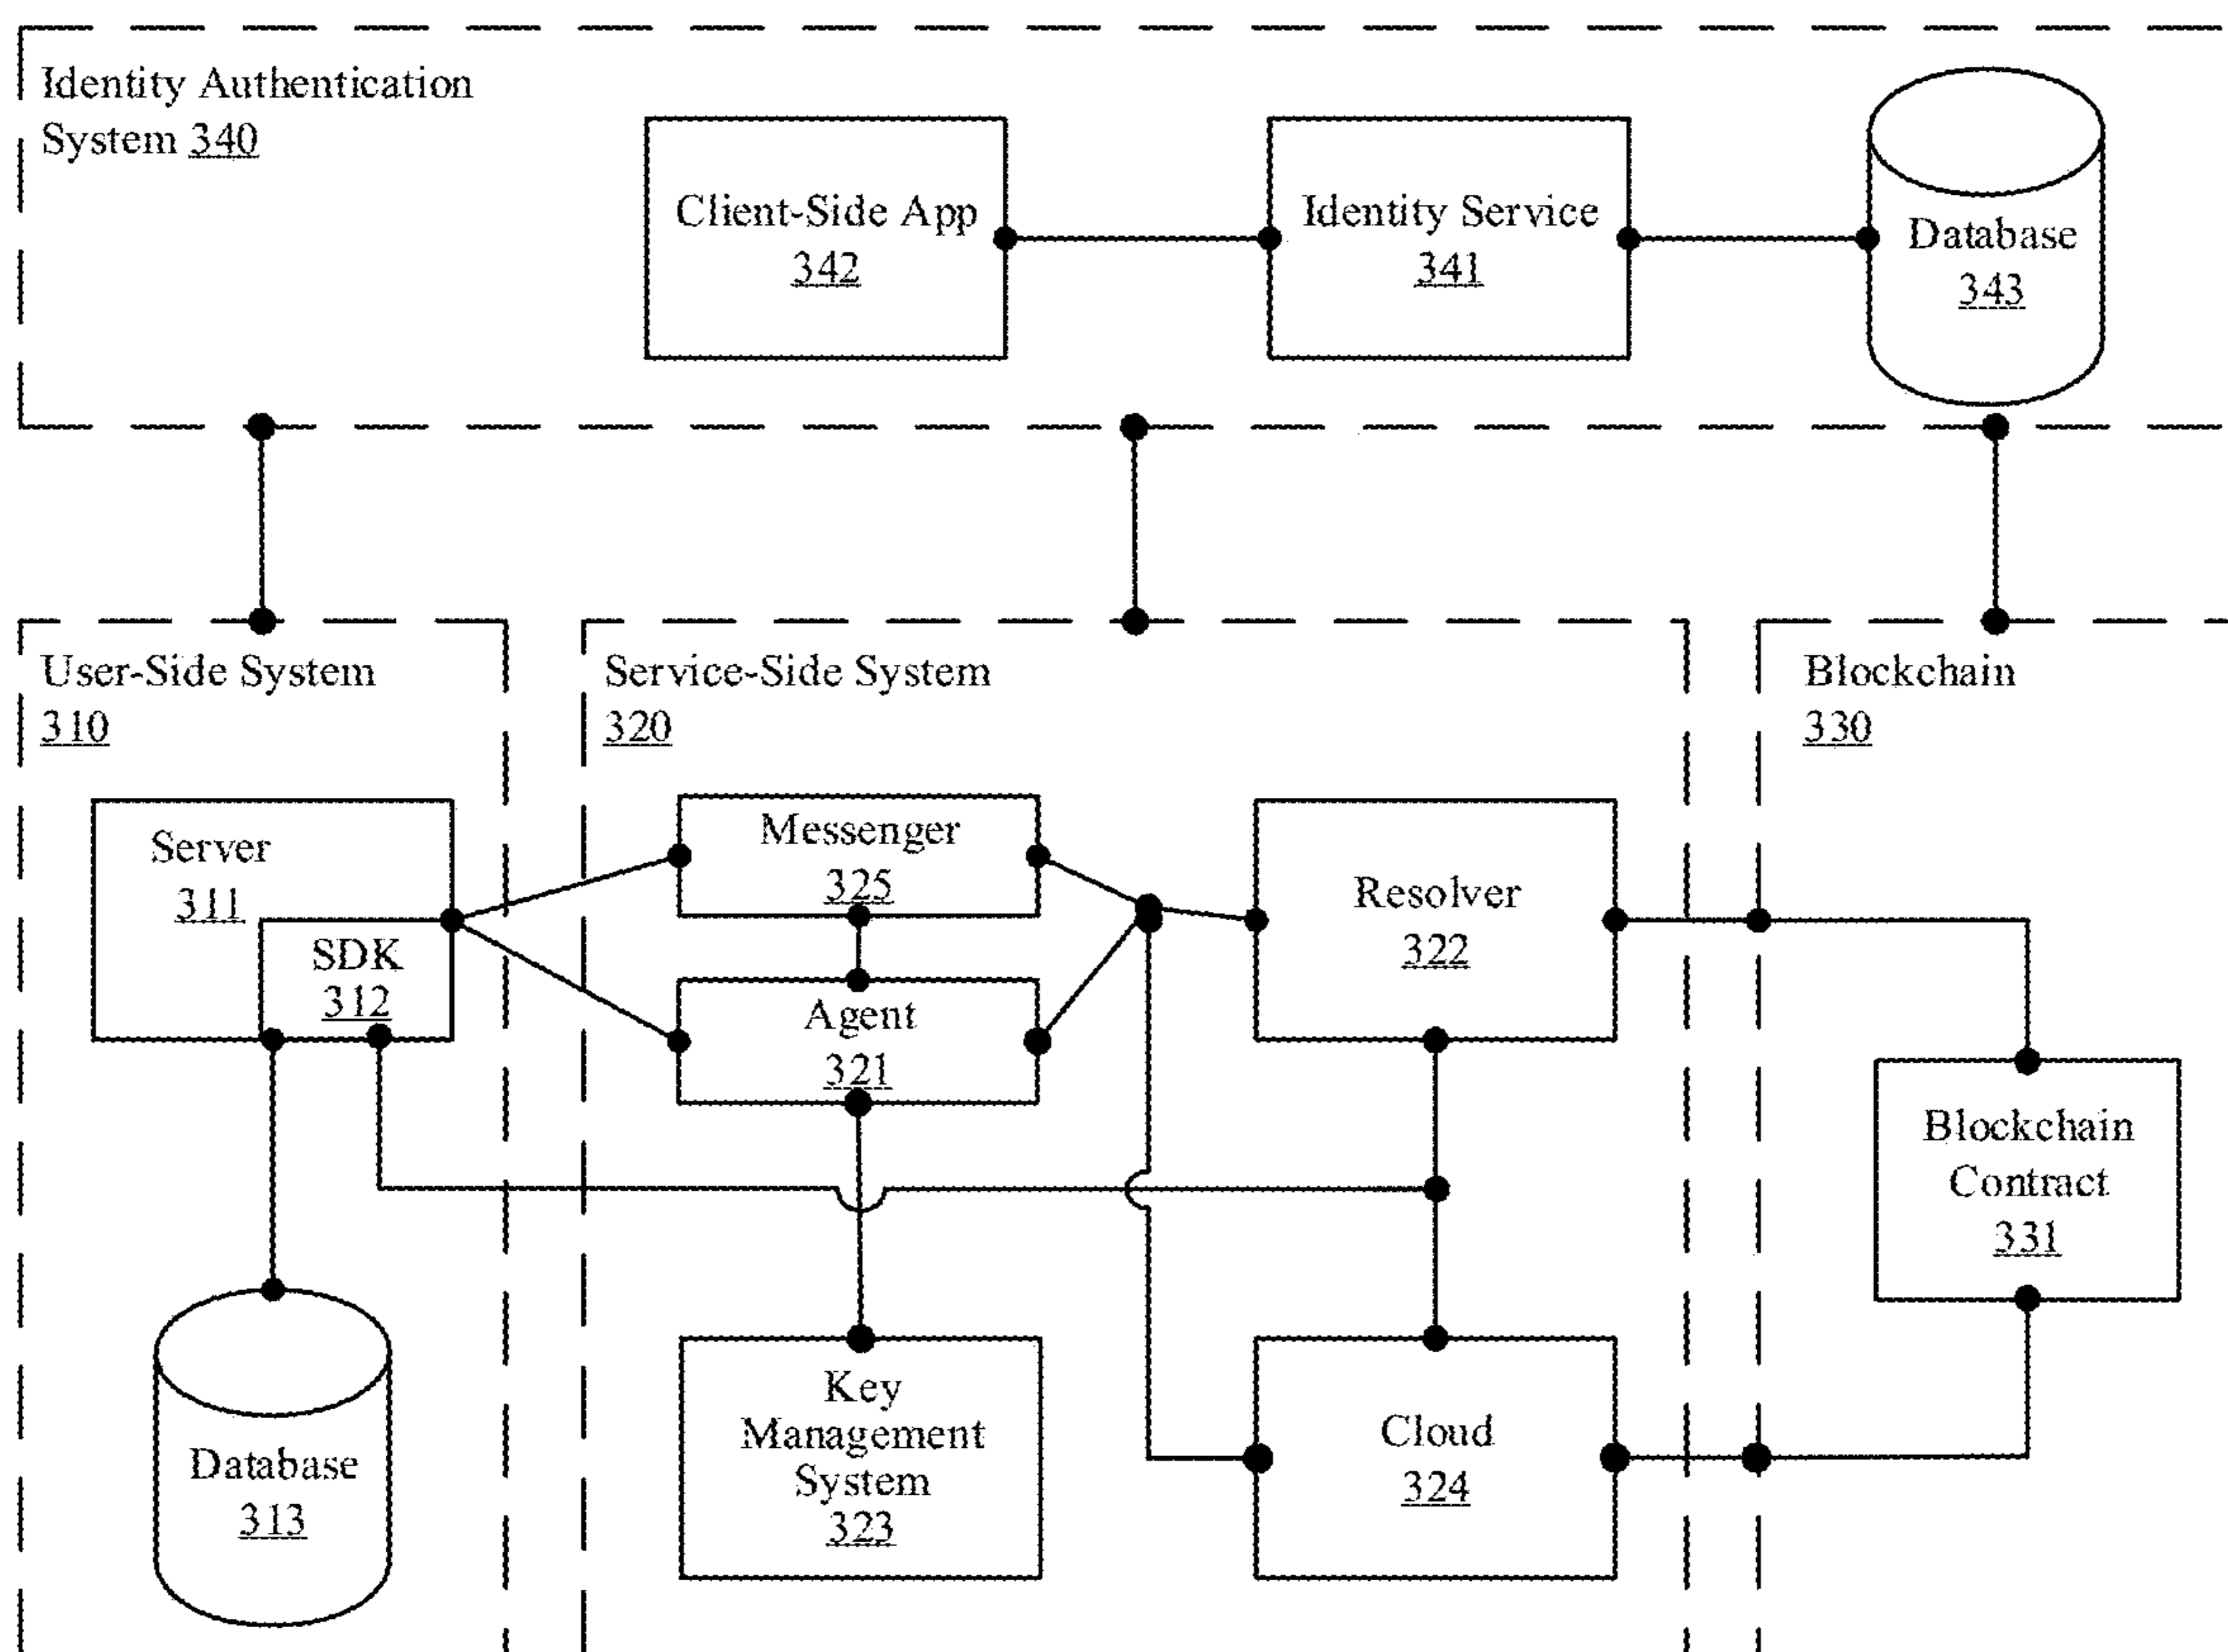 Identity Authentication
System 340
Client-Side App
342
Identity Service
341
Database
343
User-Side System
310
Service-Side System
320
Blockchain
330
Server
311
SDK
312
Messenger
325
Agent
321
Resolver
322
Blockchain
Contract
331
Database
313
Key
Management
System
323
Cloud
324